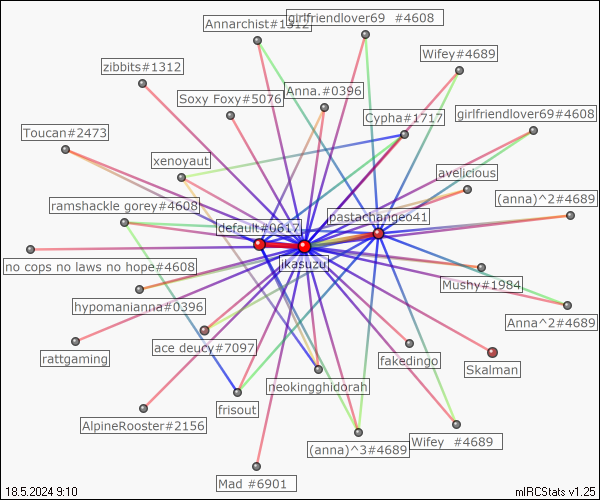 girlfriendlover69  #4608
Annarchist#1312
Wifey#4689
zibbits#1312
Anna.#0396
Soxy Foxy#5076
girlfriendlover69#4608
Cypha#1717
Toucan#2473
xenoyaut
avelicious
(anna)^2#4689
ramshackle gorey#4608
pastachangeo41
default#0617
jikasuzu
no cops no laws no hope#4608
Mushy#1984
hypomanianna#0396
Anna^2#4689
ace deucy#7097
rattgaming
fakedingo
Skalman
neokingghidorah
frisout
AlpineRooster#2156
Wifey  #4689
(anna)^3#4689
Mad #6901
18.5.2024 9:10
mIRCStats v1.25